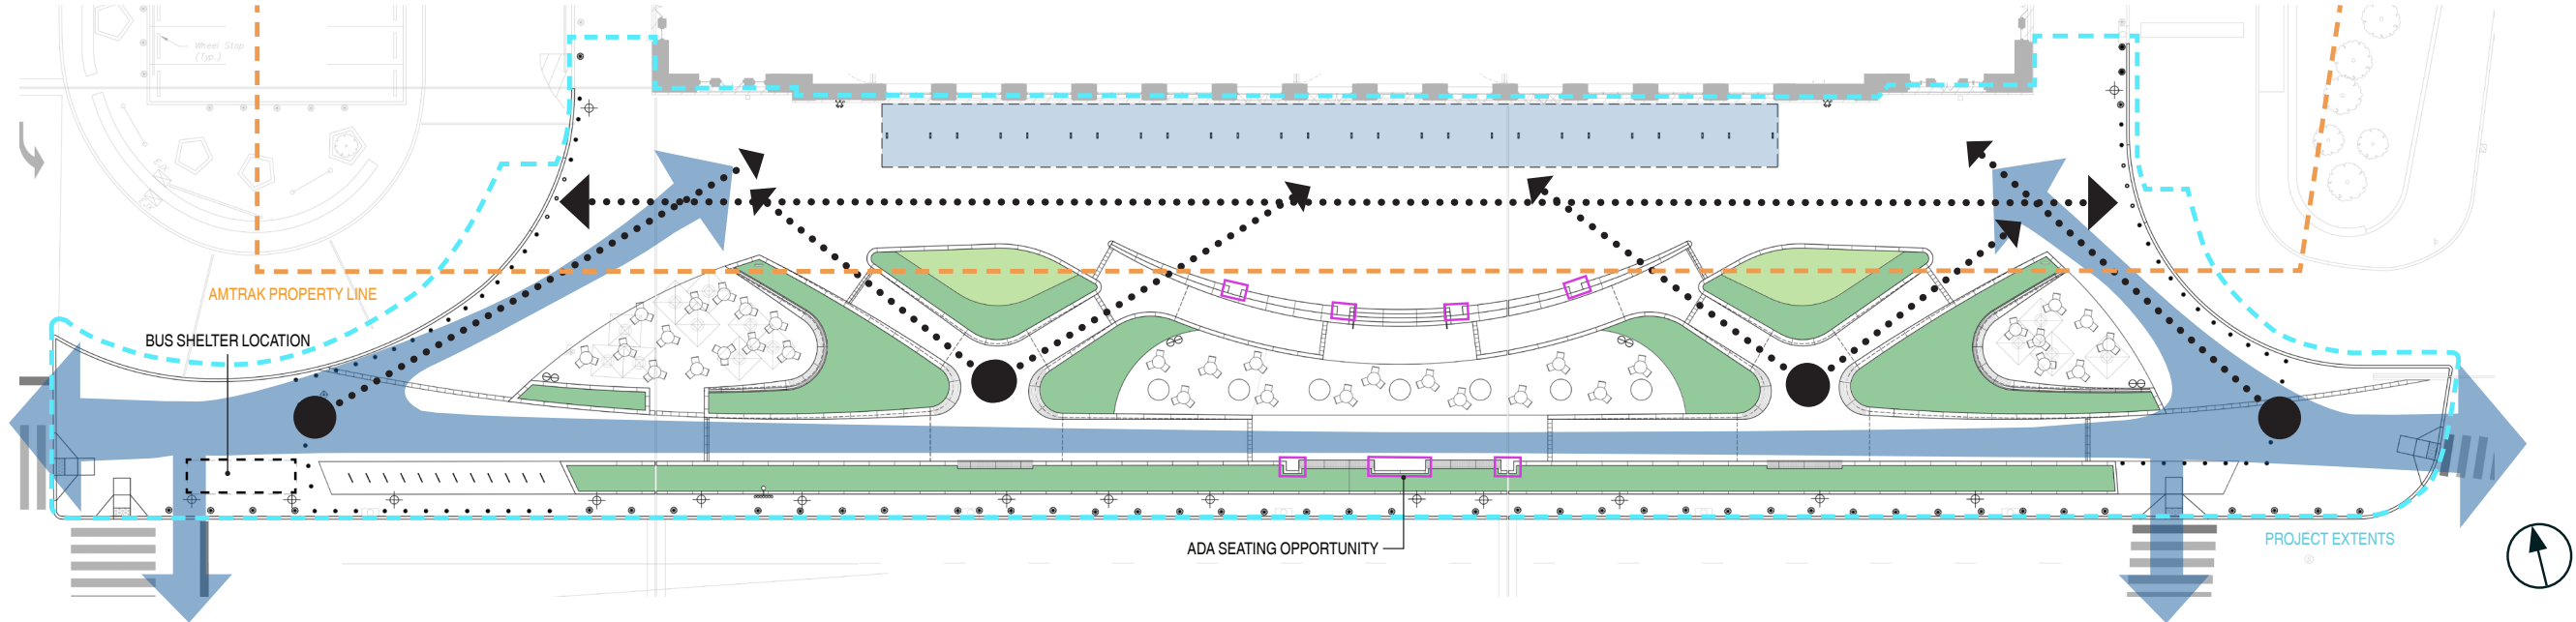 Wheel Stop
(Typ.)
AMTRAK PROPERTY LINE
BUS SHELTER LOCATION
ADA SEATING OPPORTUNITY
PROJECT EXTENTS